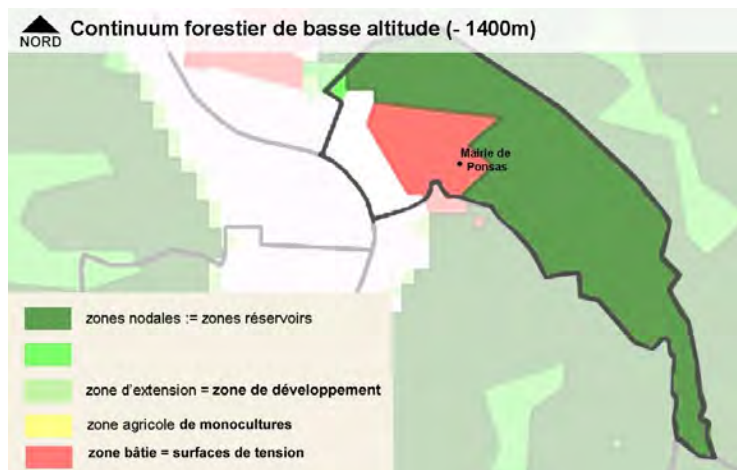 NORD
Continuum forestier de basse altitude (- 1400m)
Mairie de
Ponsas
zones nodales := zones réservoirs
zone d'extension = zone de développement
zone agricole de monocultures
zone bâtie = surfaces de tension